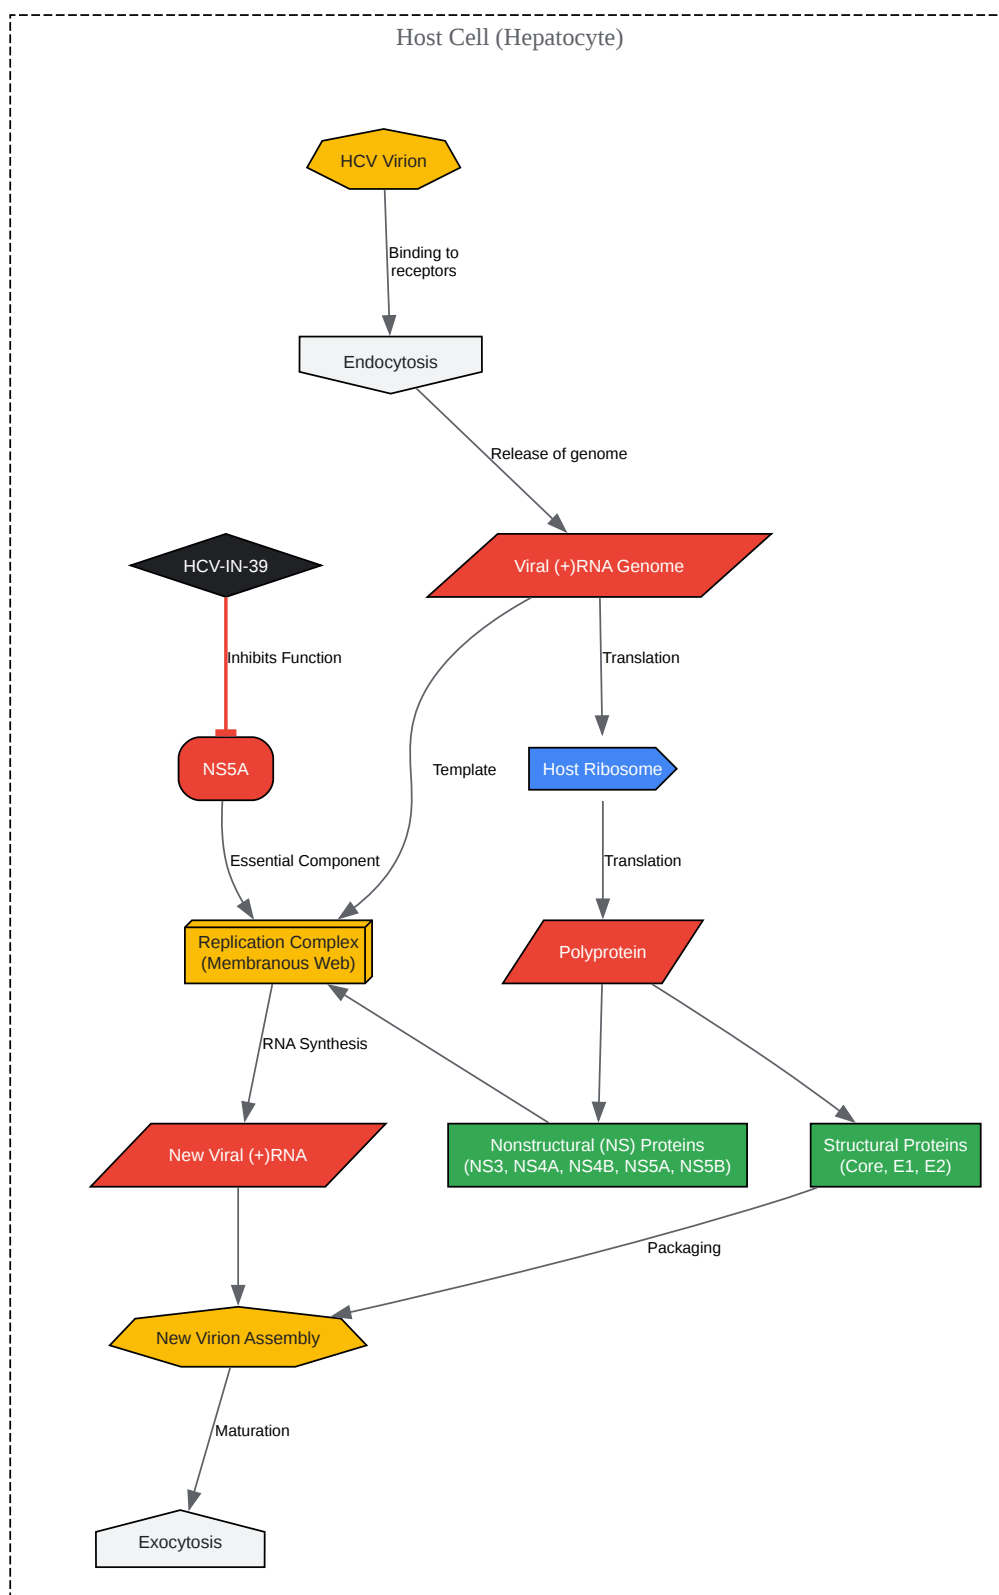 Host Cell (Hepatocyte)
HCV Virion
Binding to
receptors
Endocytosis
Release of genome
HCV-IN-39
Viral (+)RNA Genome
Inhibits Function
Translation
NS5A
Template
Host Ribosome
Essential Component
Translation
Replication Complex
(Membranous Web)
Polyprotein
RNA Synthesis
New Viral (+)RNA
Nonstructural (NS) Proteins
(NS3, NS4A, NS4B, NS5A, NS5B)
Structural Proteins
(Core, E1, E2)
Packaging
New Virion Assembly
Maturation
Exocytosis